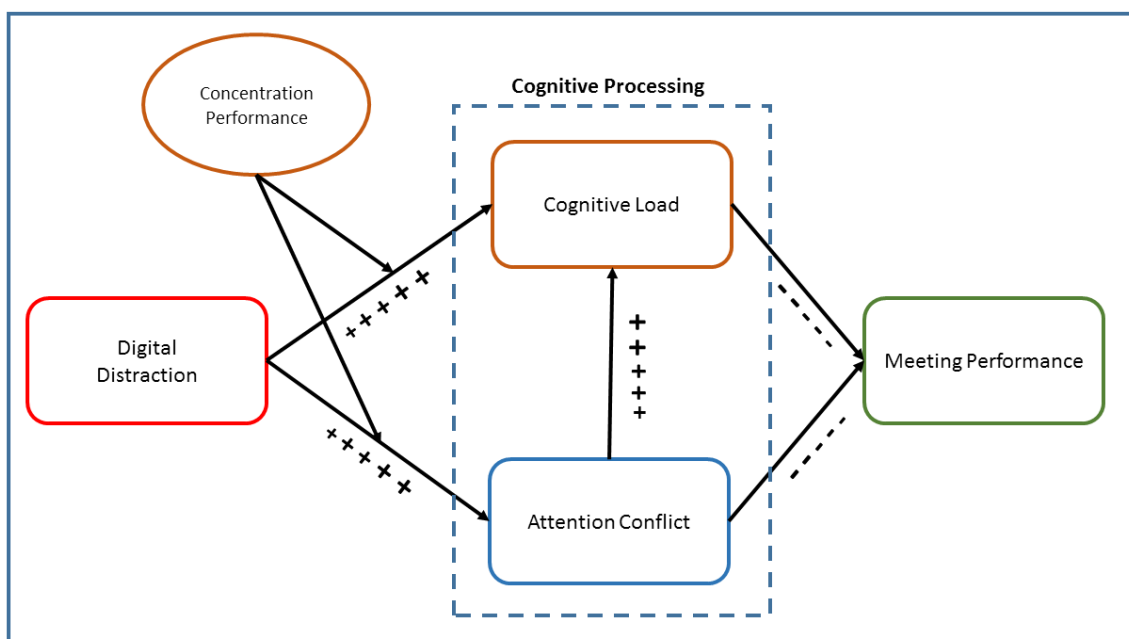 Concentration
Performance
Cognitive Processing
Cognitive Load
Digital
Distraction
+ + + + +
+ + + + +
- - - - -
Meeting Performance
+ + + + +
Attention Conflict
- - - - -